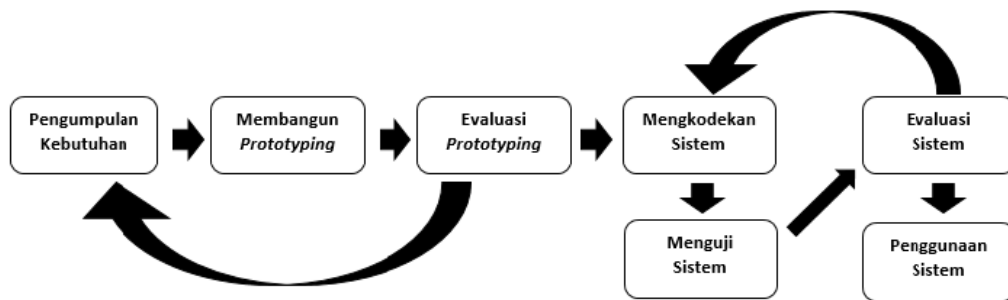 Pengumpulan
Kebutuhan
Membangun
Prototyping
Evaluasi
Prototyping
Mengkodekan
Sistem
Evaluasi
Sistem
Menguji
Sistem
Penggunaan
Sistem